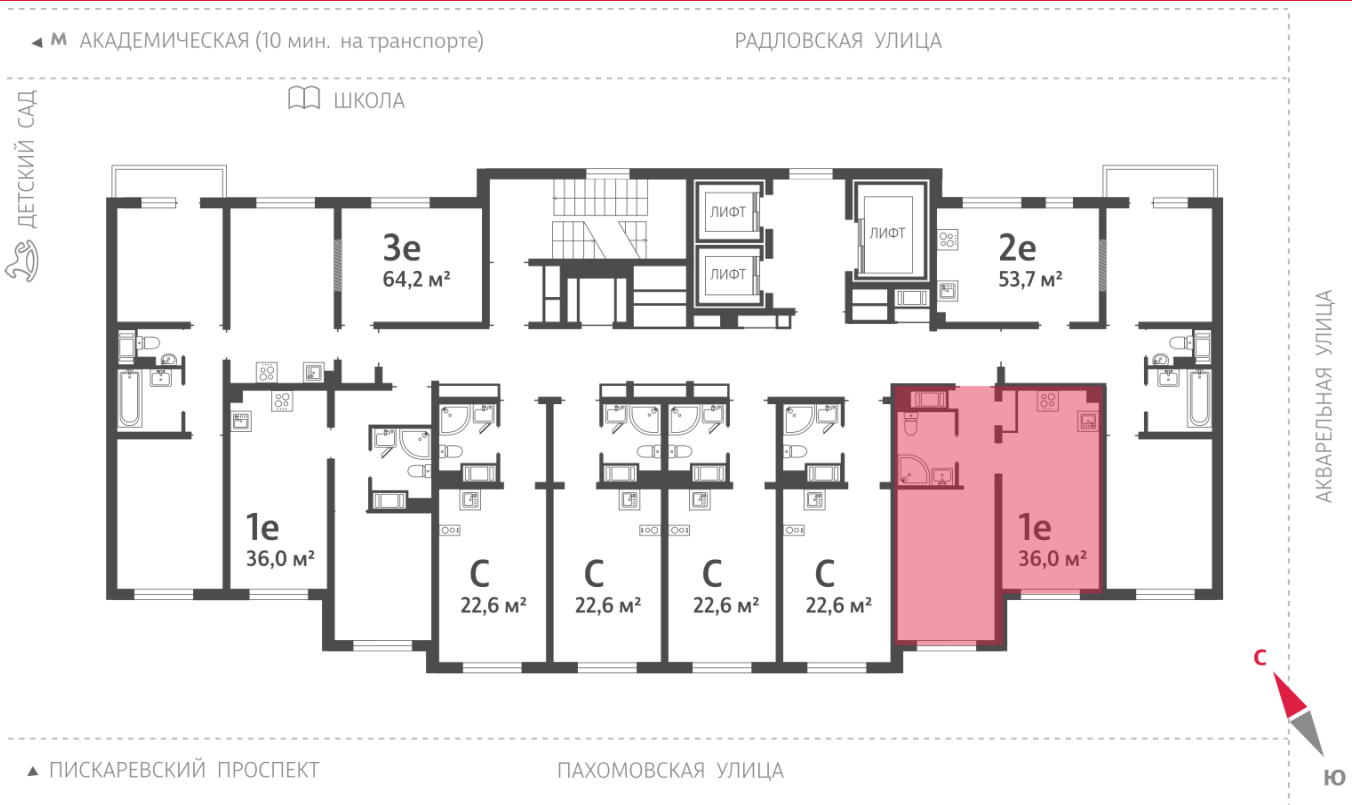 М АКАДЕМИЧЕСКАЯ (10 мин. на транспорте)
РАДЛОВСКАЯ УЛИЦА
ШКОЛА
ДЕТСКИЙ САД
ЛИФТ
ЛИФТ
ЛИФТ
3е
64,2 м²
2е
53,7 м²
АКВАРЕЛЬНАЯ УЛИЦА
1е
36,0 м²
С
22,6 м²
С
22,6 м²
С
22,6 м²
С
22,6 м²
1е
36,0 м²
С
Ю
ПИСКАРЕВСКИЙ ПРОСПЕКТ
ПАХОМОВСКАЯ УЛИЦА